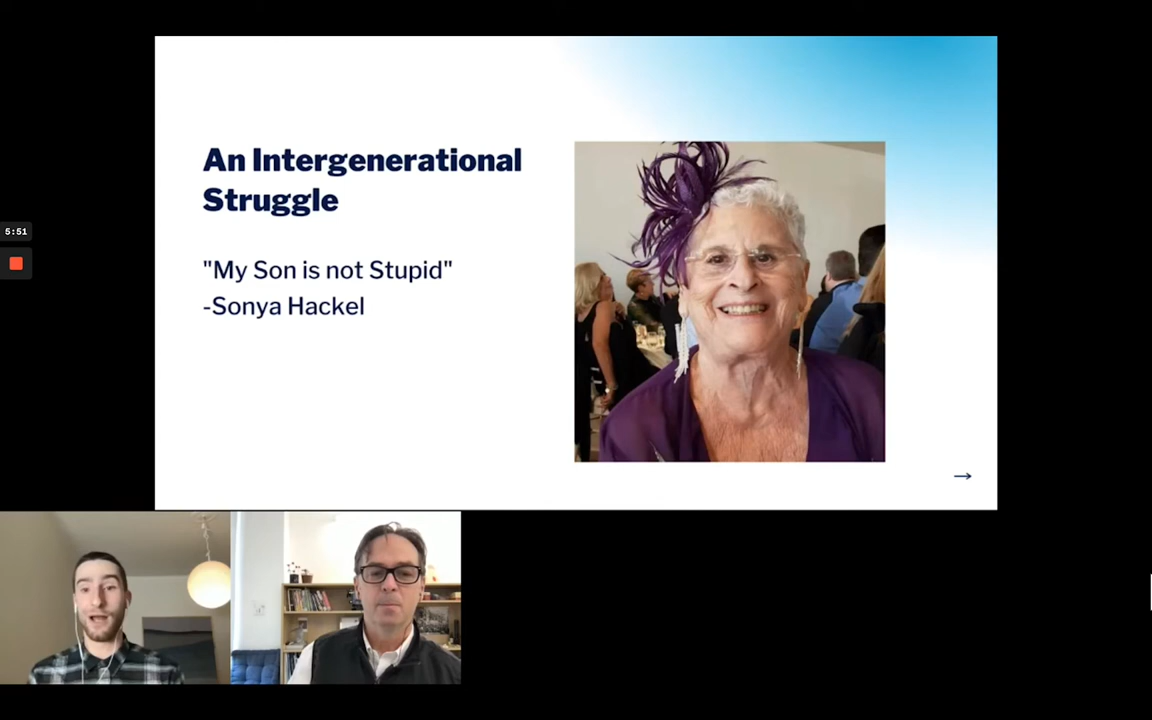 An Intergenerational
Struggle
"My Son is not Stupid"
-Sonya Hackel
5:51